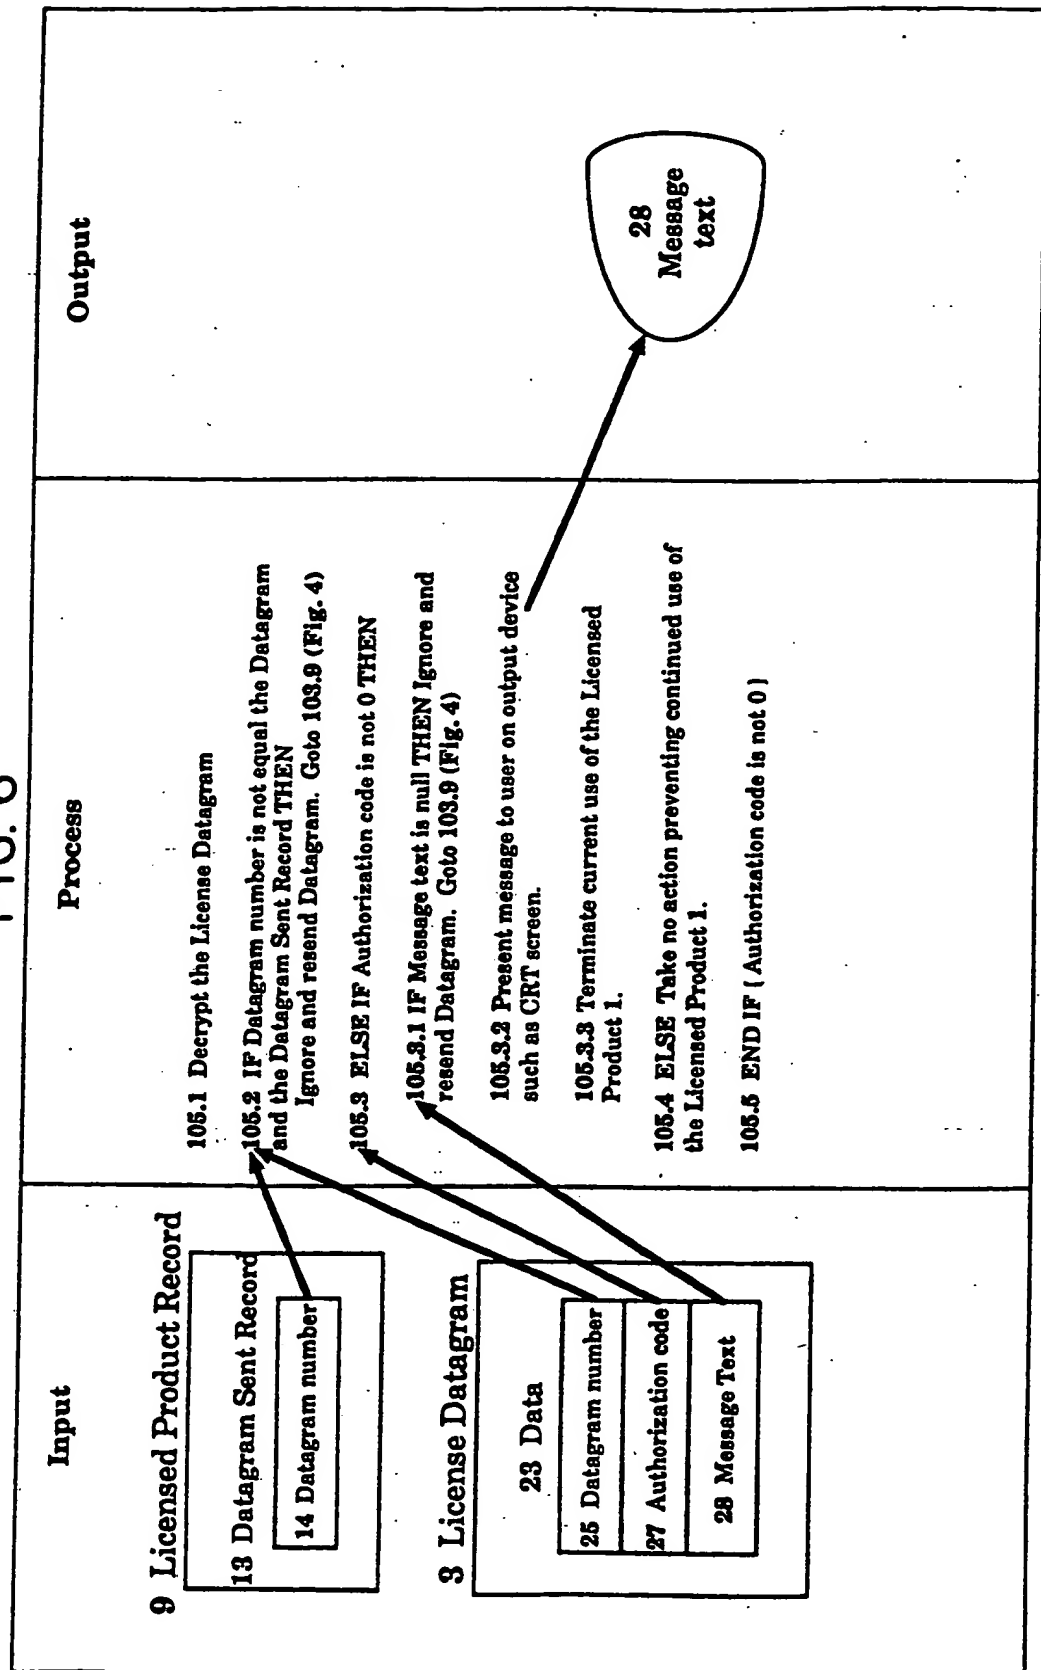 Input
Process
Output
9 Licensed Product Record
13 Datagram Sent Record
14 Datagram number
3 License Datagram
23 Data
25 Datagram number
27 Authorization code
28 Message Text
105.1 Decrypt the License Datagram
105.2 IF Datagram number is not equal the Datagram
and the Datagram Sent Record THEN
Ignore and resend Datagram. Goto 103.9 (Fig. 4)
105.3 ELSE IF Authorization code is not 0 THEN
105.3.1 IF Message text is null THEN Ignore and
resend Datagram. Goto 103.9 (Fig. 4)
105.3.2 Present message to user on output device
such as CRT screen.
105.3.3 Terminate current use of the Licensed
Product 1.
105.4 ELSE Take no action preventing continued use of
the Licensed Product 1.
105.5 END IF ( Authorization code is not 0 )
28
Message
text